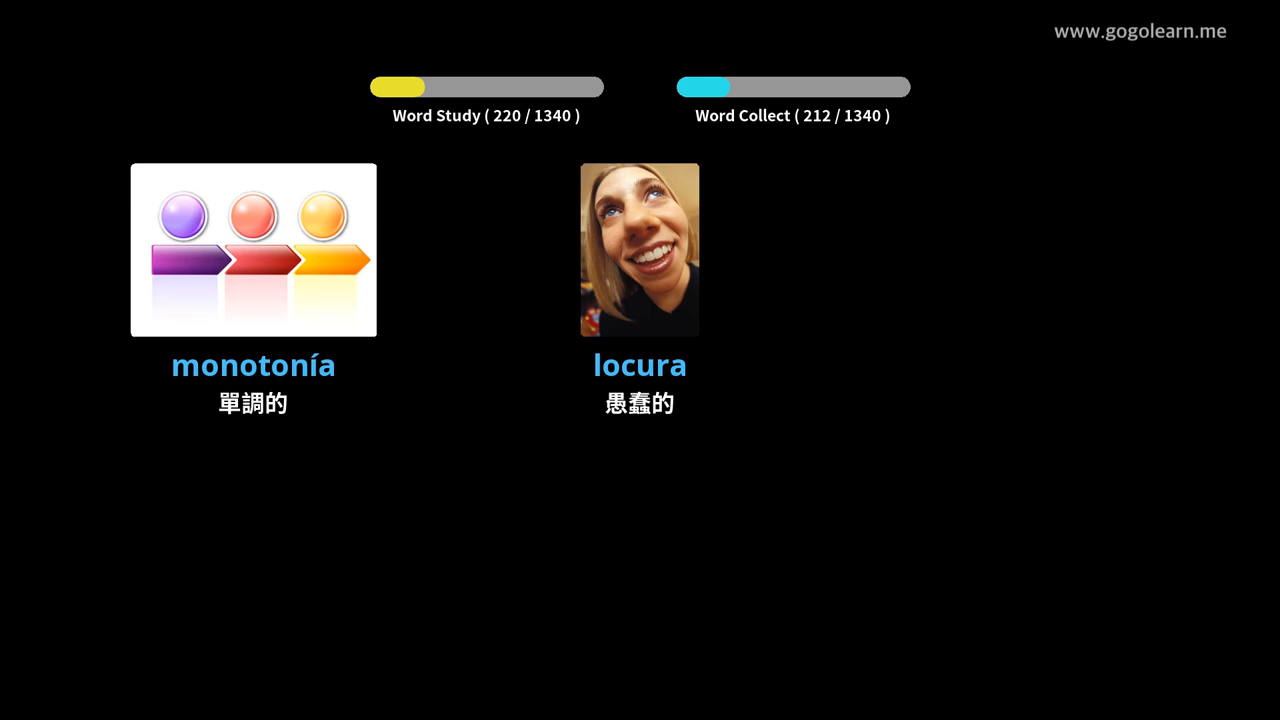 www.gogolearn.me
Word Study ( 220 / 1340 )
Word Collect ( 212 / 1340 )
monotonía
單調的
locura
愚蠢的